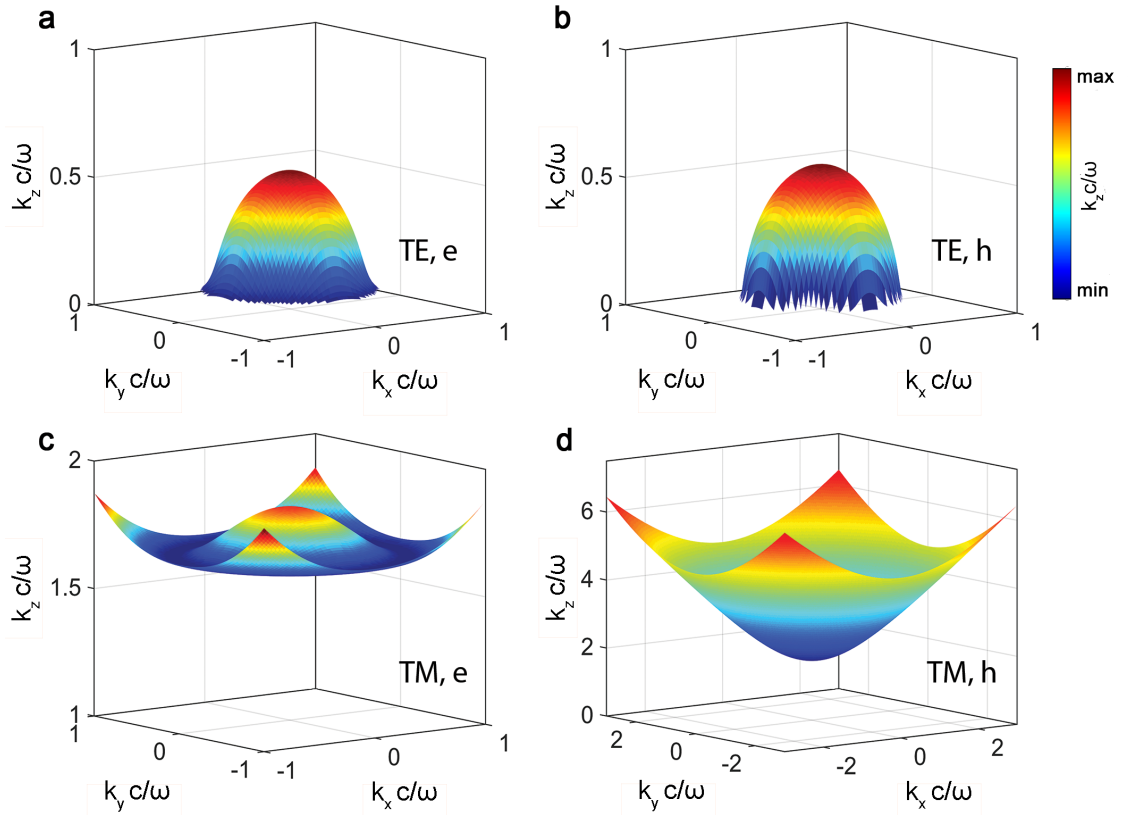 a
1
0.5
0
k_z c/ω
1
0
-1
k_y c/ω
-1
0
1
k_x c/ω
TE, e
b
1
0.5
0
k_z c/ω
1
0
-1
k_y c/ω
-1
0
1
k_x c/ω
TE, h
max
k_z c/ω
min
c
2
1.5
1
k_z c/ω
1
0
-1
k_y c/ω
-1
0
1
k_x c/ω
TM, e
d
6
4
2
0
k_z c/ω
2
0
-2
k_y c/ω
-2
0
2
k_x c/ω
TM, h